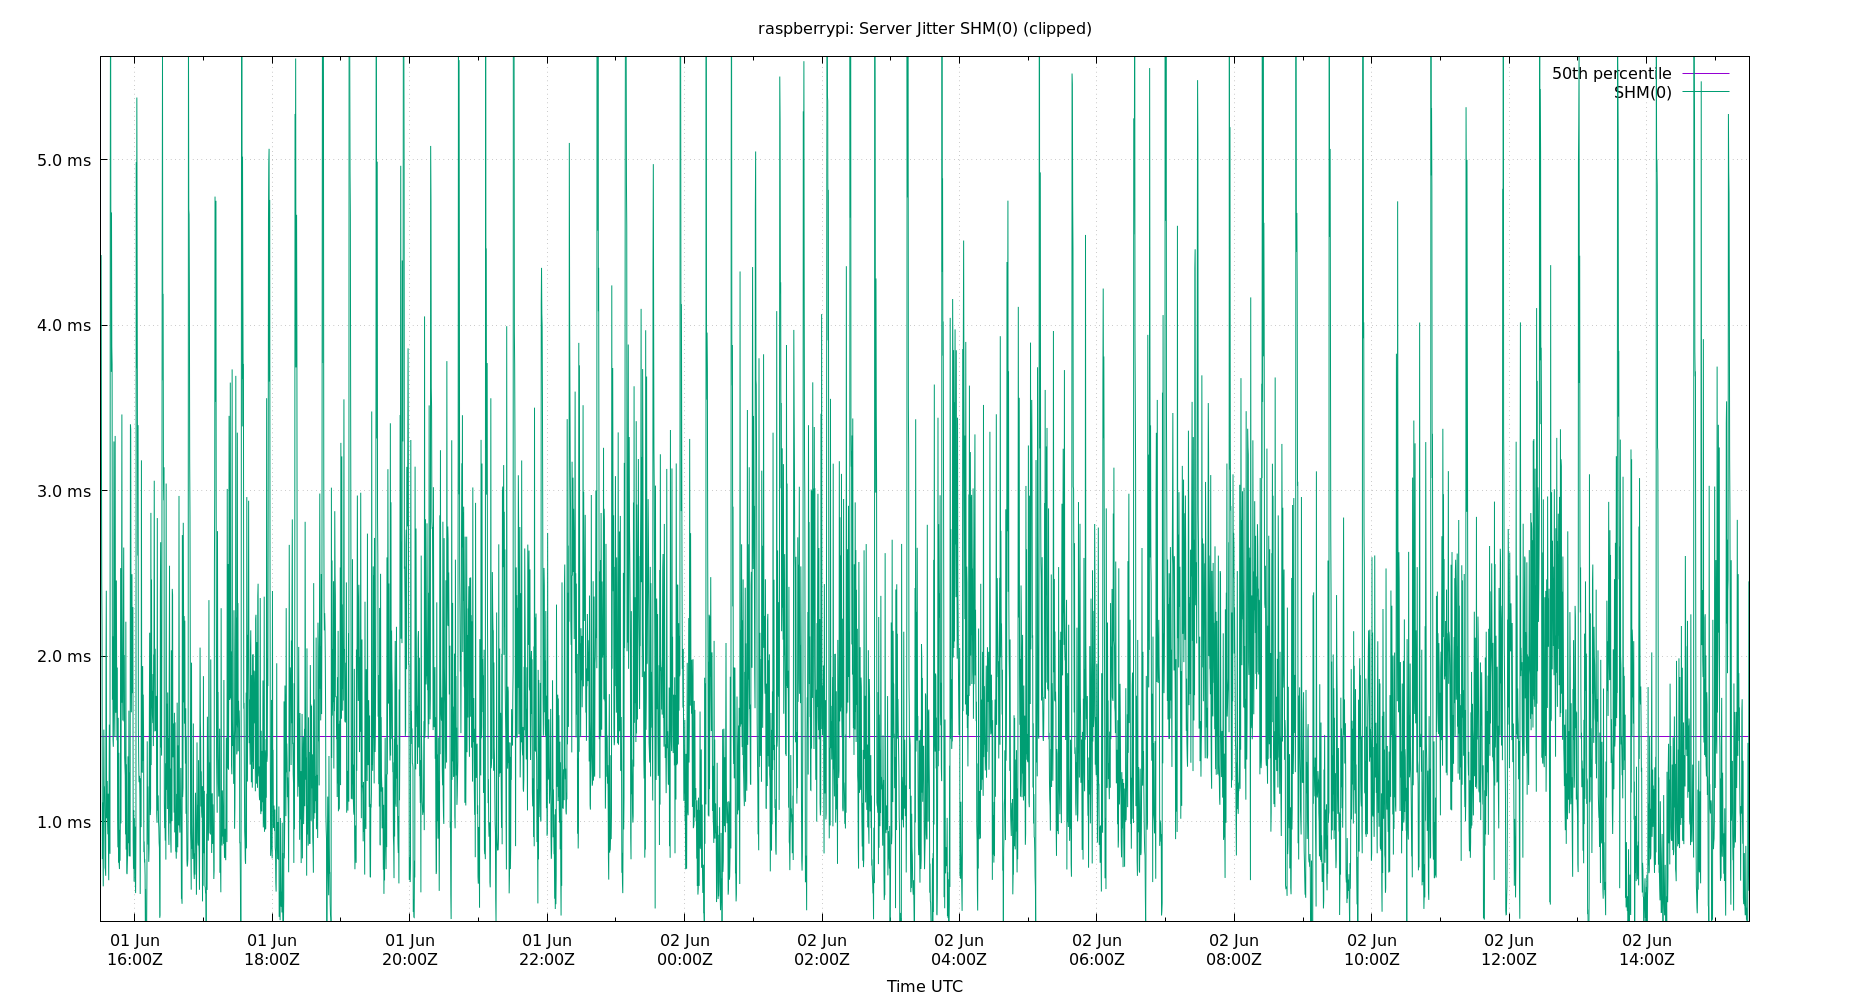 raspberrypi: Server Jitter SHM(0) (clipped)
50th percentile
SHM(0)
5.0 ms
4.0 ms
3.0 ms
2.0 ms
1.0 ms
01 Jun 01 Jun 01 Jun 01 Jun 02 Jun 02 Jun 02 Jun 02 Jun 02 Jun 02 Jun 02 Jun 02 Jun
16:00Z 18:00Z 20:00Z 22:00Z 00:00Z 02:00Z 04:00Z 06:00Z 08:00Z 10:00Z 12:00Z 14:00Z
Time UTC